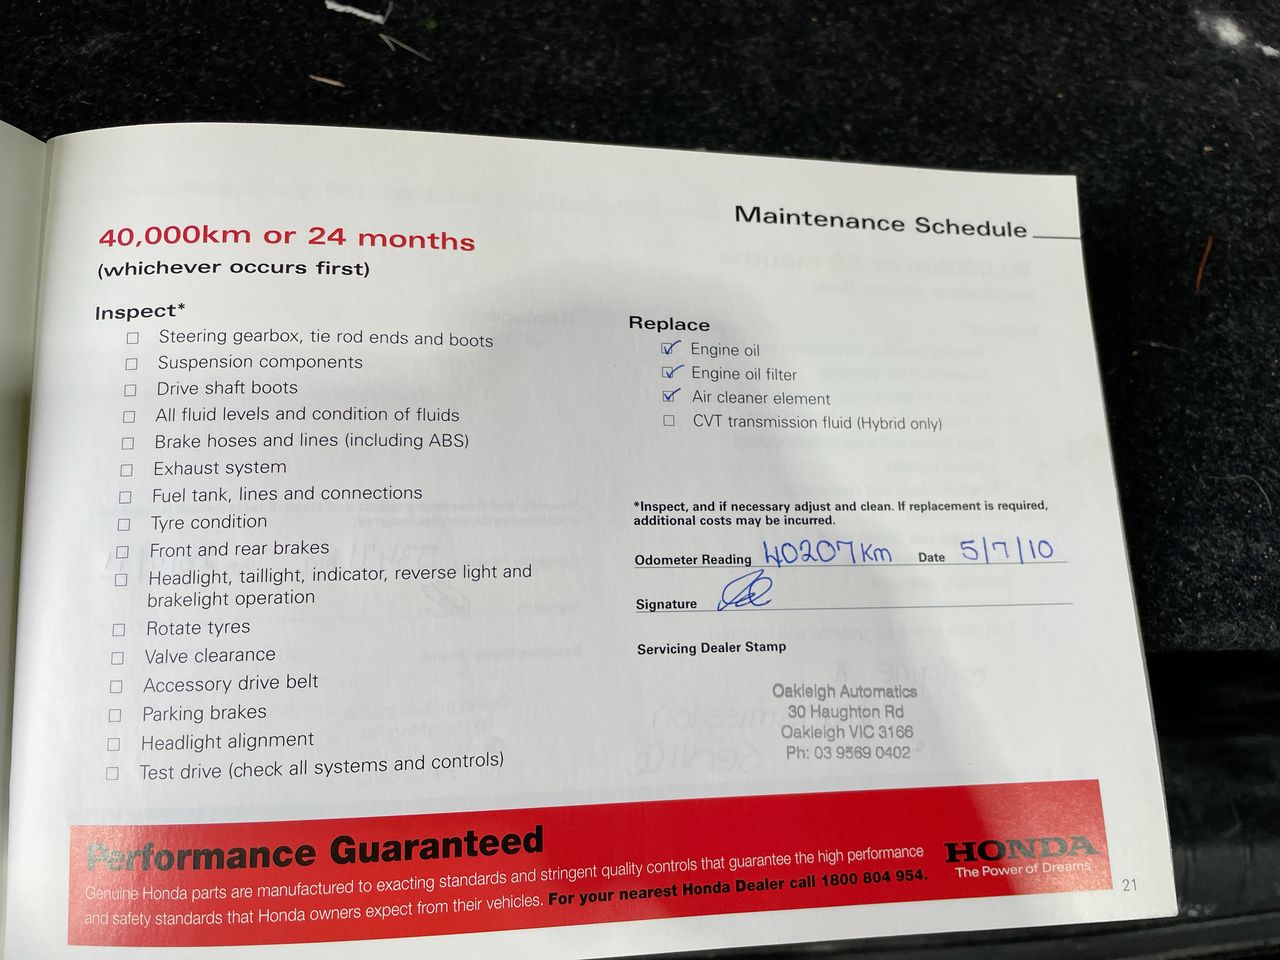 Maintenance Schedule
40,000km or 24 months
(whichever occurs first)
Inspect*
Steering gearbox, tie rod ends and boots
Suspension components
Drive shaft boots
All fluid levels and condition of fluids
Brake hoses and lines (including ABS)
Exhaust system
Fuel tank, lines and connections
Tyre condition
Front and rear brakes
Headlight, taillight, indicator, reverse light and
brakelight operation
Rotate tyres
Valve clearance
Accessory drive belt
Parking brakes
Headlight alignment
Test drive (check all systems and controls)
Replace
Engine oil
Engine oil filter
Air cleaner element
CVT transmission fluid (Hybrid only)
*Inspect, and if necessary adjust and clean. If replacement is required,
additional costs may be incurred.
Odometer Reading 40207km Date 5/7/10
Signature
Servicing Dealer Stamp
Oakleigh Automatics
30 Haughton Rd
Oakleigh VIC 3166
Ph: 03 9569 0402
Performance Guaranteed
Genuine Honda parts are manufactured to exacting standards and stringent quality controls that guarantee the high performance
and safety standards that Honda owners expect from their vehicles. For your nearest Honda Dealer call 1800 804 954.
HONDA
The Power of Dreams
21